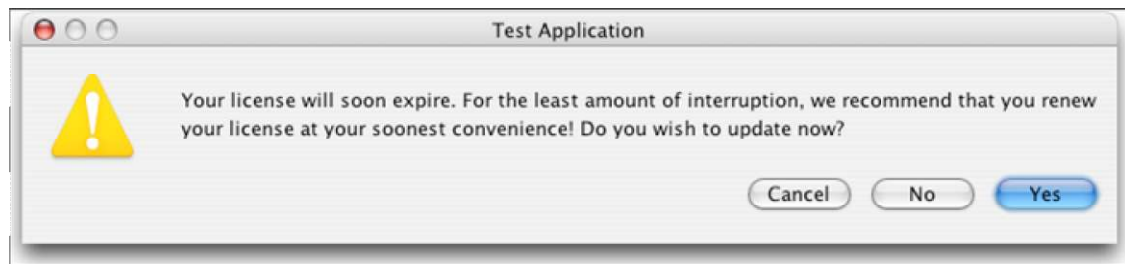 Test Application
Your license will soon expire. For the least amount of interruption, we recommend that you renew
your license at your soonest convenience! Do you wish to update now?
Cancel No Yes